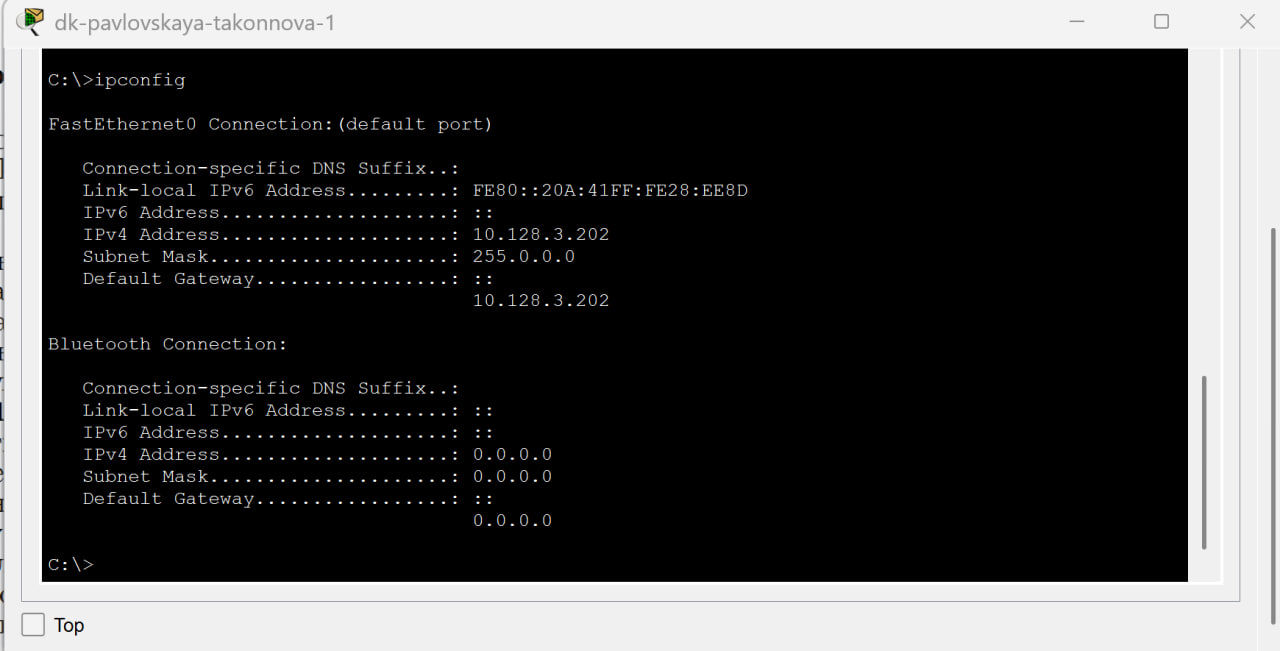 dk-pavlovskaya-takonnova-1
C:\>ipconfig
FastEthernet0 Connection:(default port)
Connection-specific DNS Suffix..:
Link-local IPv6 Address.........: FE80::20A:41FF:FE28:EE8D
IPv6 Address....................: ::
IPv4 Address....................: 10.128.3.202
Subnet Mask.....................: 255.0.0.0
Default Gateway.................: ::
10.128.3.202
Bluetooth Connection:
Connection-specific DNS Suffix..:
Link-local IPv6 Address.........: ::
IPv6 Address....................: ::
IPv4 Address....................: 0.0.0.0
Subnet Mask.....................: 0.0.0.0
Default Gateway.................: ::
0.0.0.0
C:\>
Top